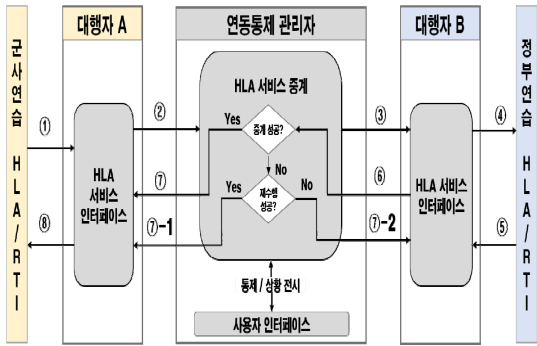 군사연습 HLA/RTI
대행자 A
HLA
서비스
인터페이스
연동통제 관리자
HLA 서비스 중계
중계 성공?
Yes
No
재수행
성공?
Yes
No
통제 / 상황 전시
사용자 인터페이스
대행자 B
HLA 서비스
인터페이스
정부연습 HLA/RTI
①
②
③
④
⑤
⑥
⑦
⑦-1
⑦-2
⑧